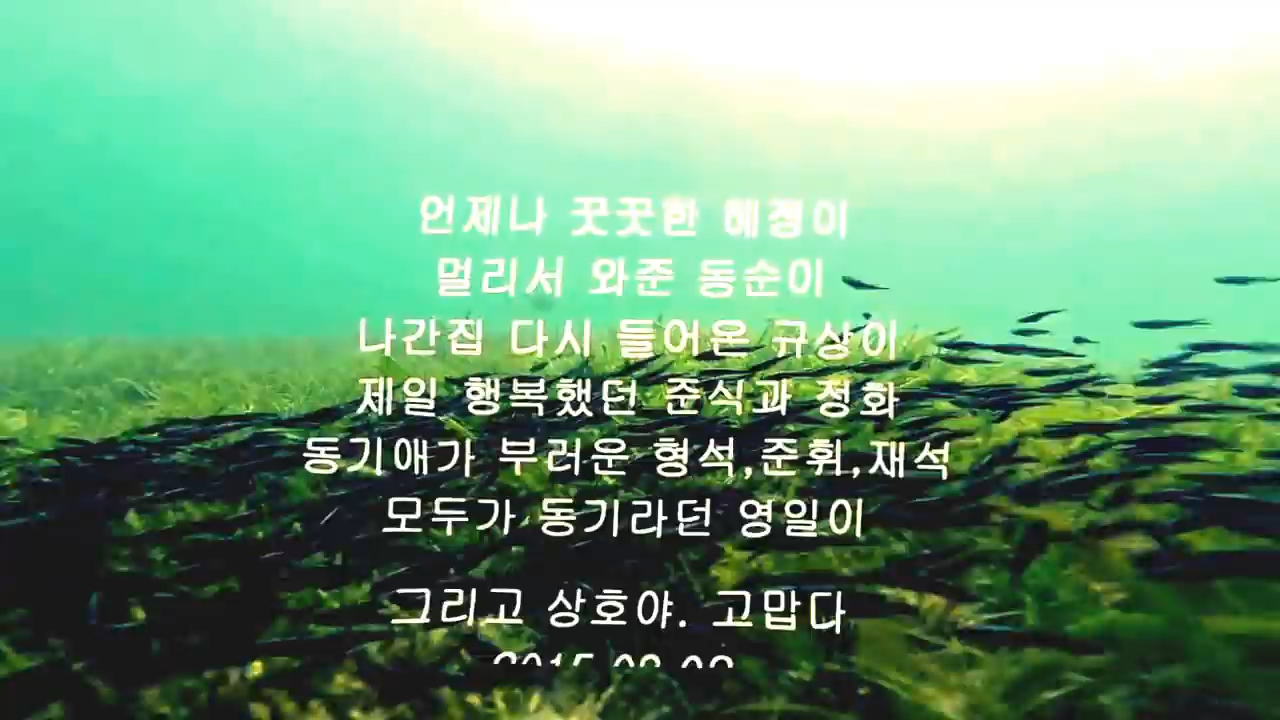 언제나 꿋꿋한 혜정이
멀리서 와준 동순이
나간집 다시 들어온 규상이
제일 행복했던 준식과 정화
동기애가 부러운 형석,준휘,재석
모두가 동기라던 영일이
그리고 상호야. 고맙다